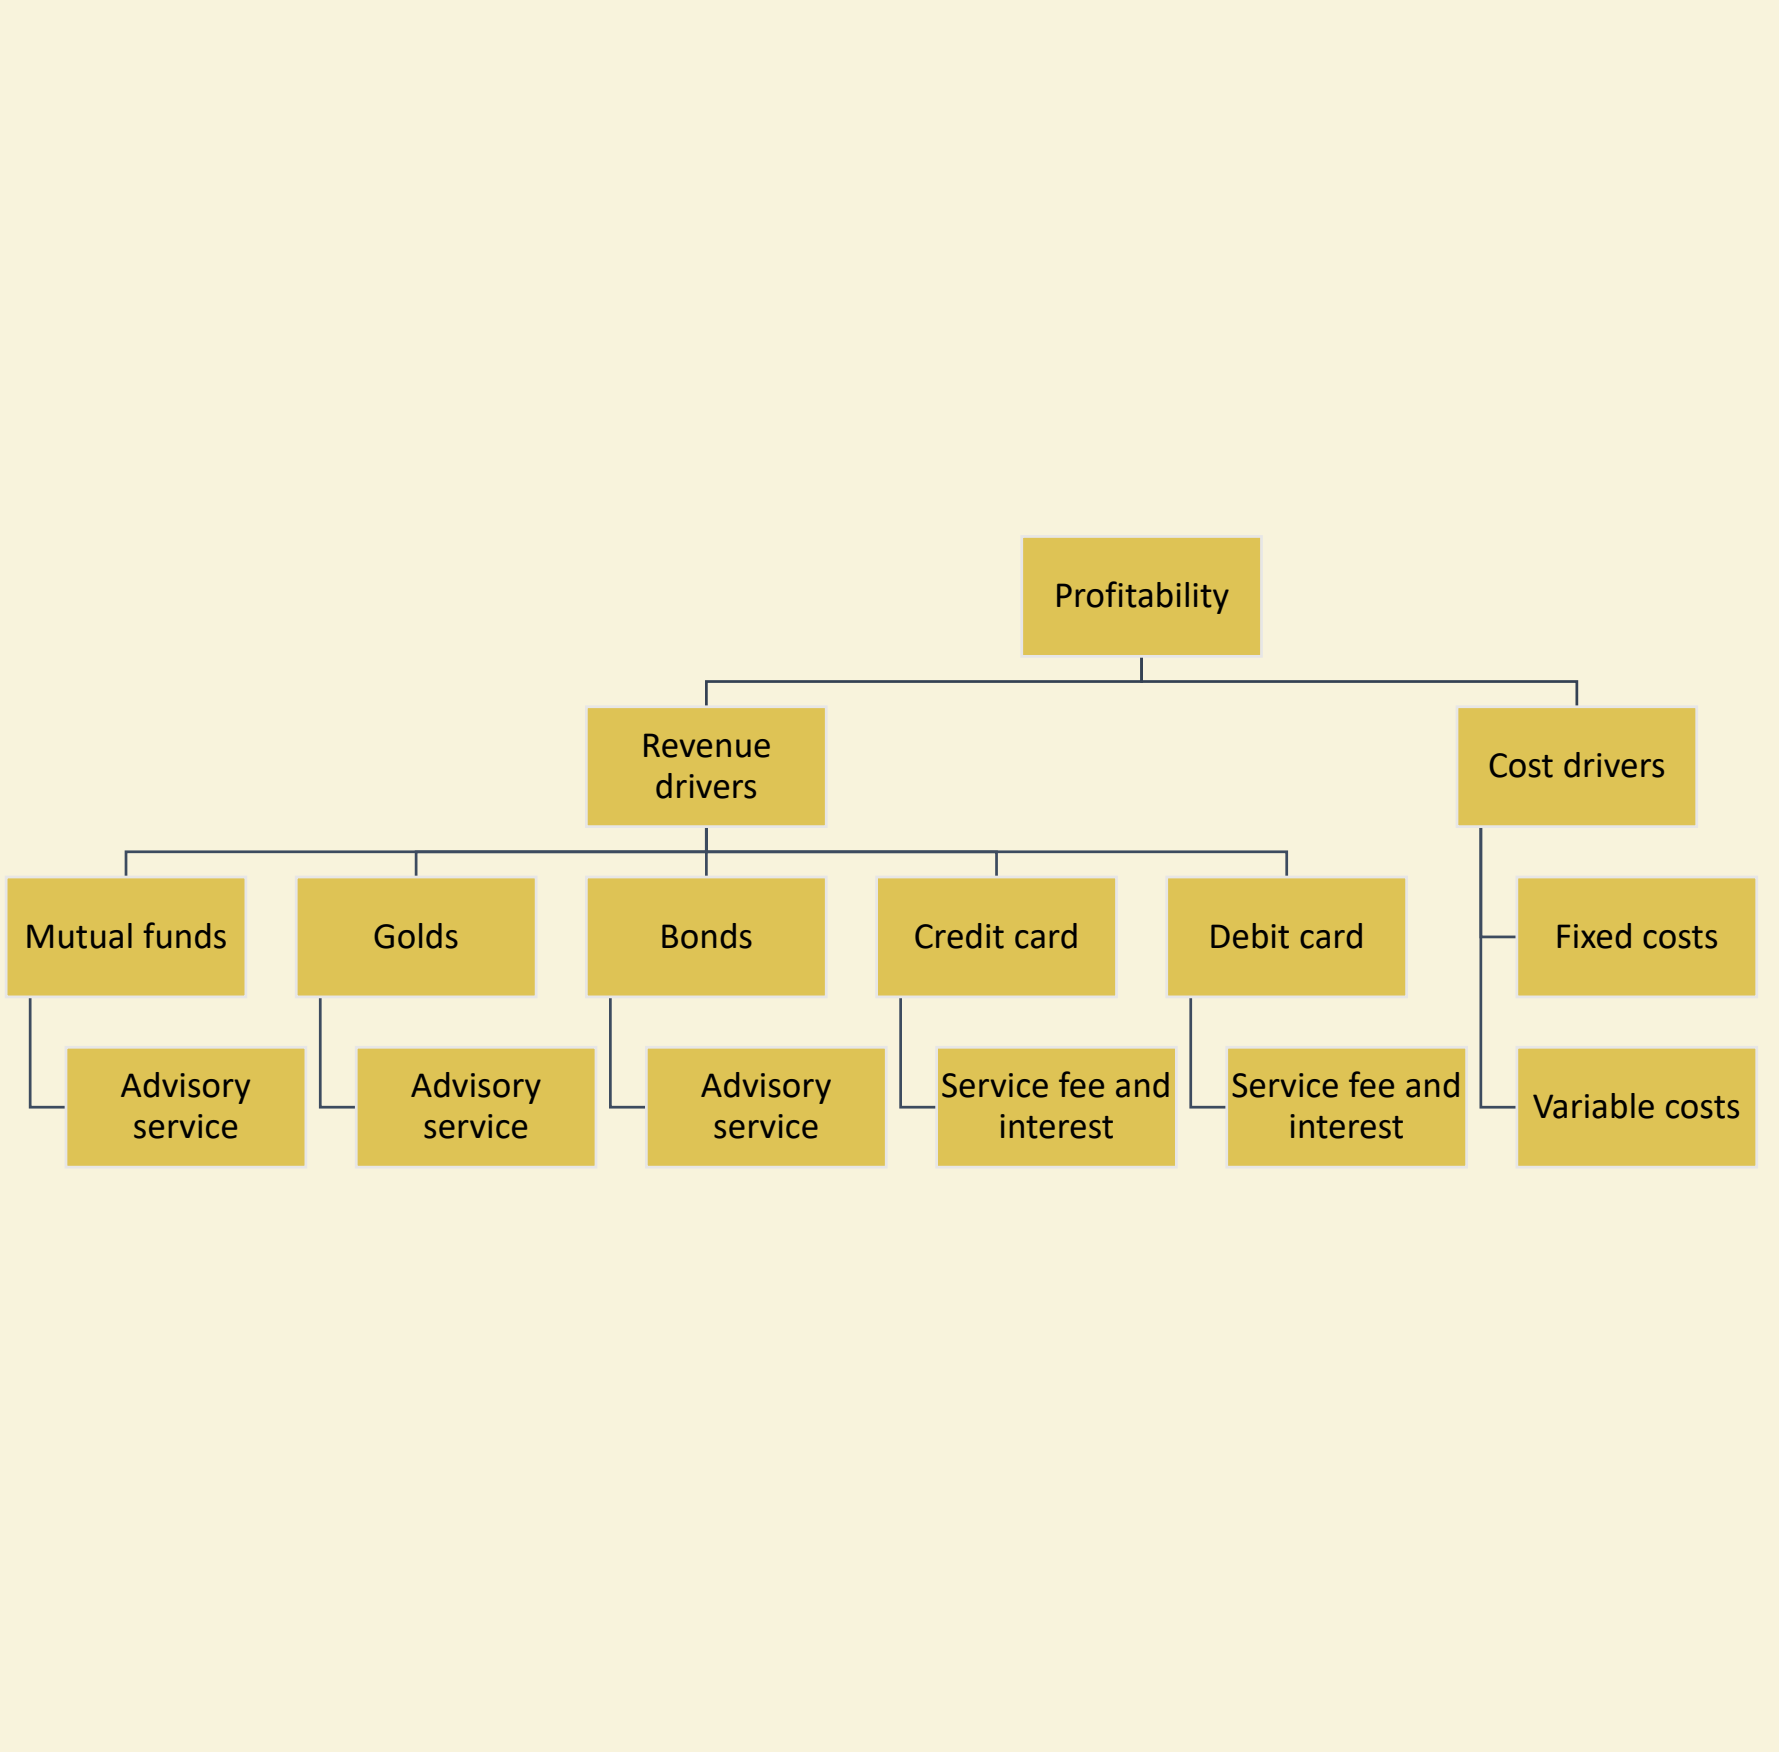 Profitability
Revenue
drivers
Cost drivers
Mutual funds
Golds
Bonds
Credit card
Debit card
Fixed costs
Advisory
service
Advisory
service
Advisory
service
Service fee and
interest
Service fee and
interest
Variable costs